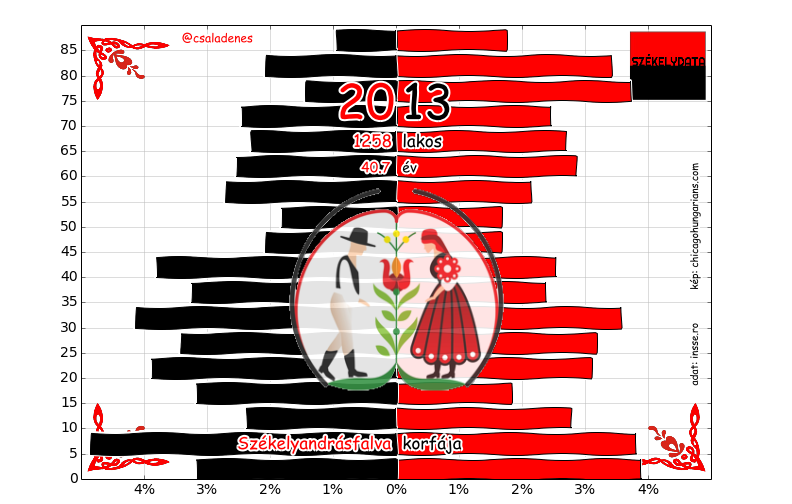 @csaladenes
SZÉKELYDATA
2013
1258 lakos
40.7 év
kép: chicagohungarians.com
adat: insse.ro
Székelyandrásfalva korfája
85
80
75
70
65
60
55
50
45
40
35
30
25
20
15
10
5
0
4% 3% 2% 1% 0% 1% 2% 3% 4%